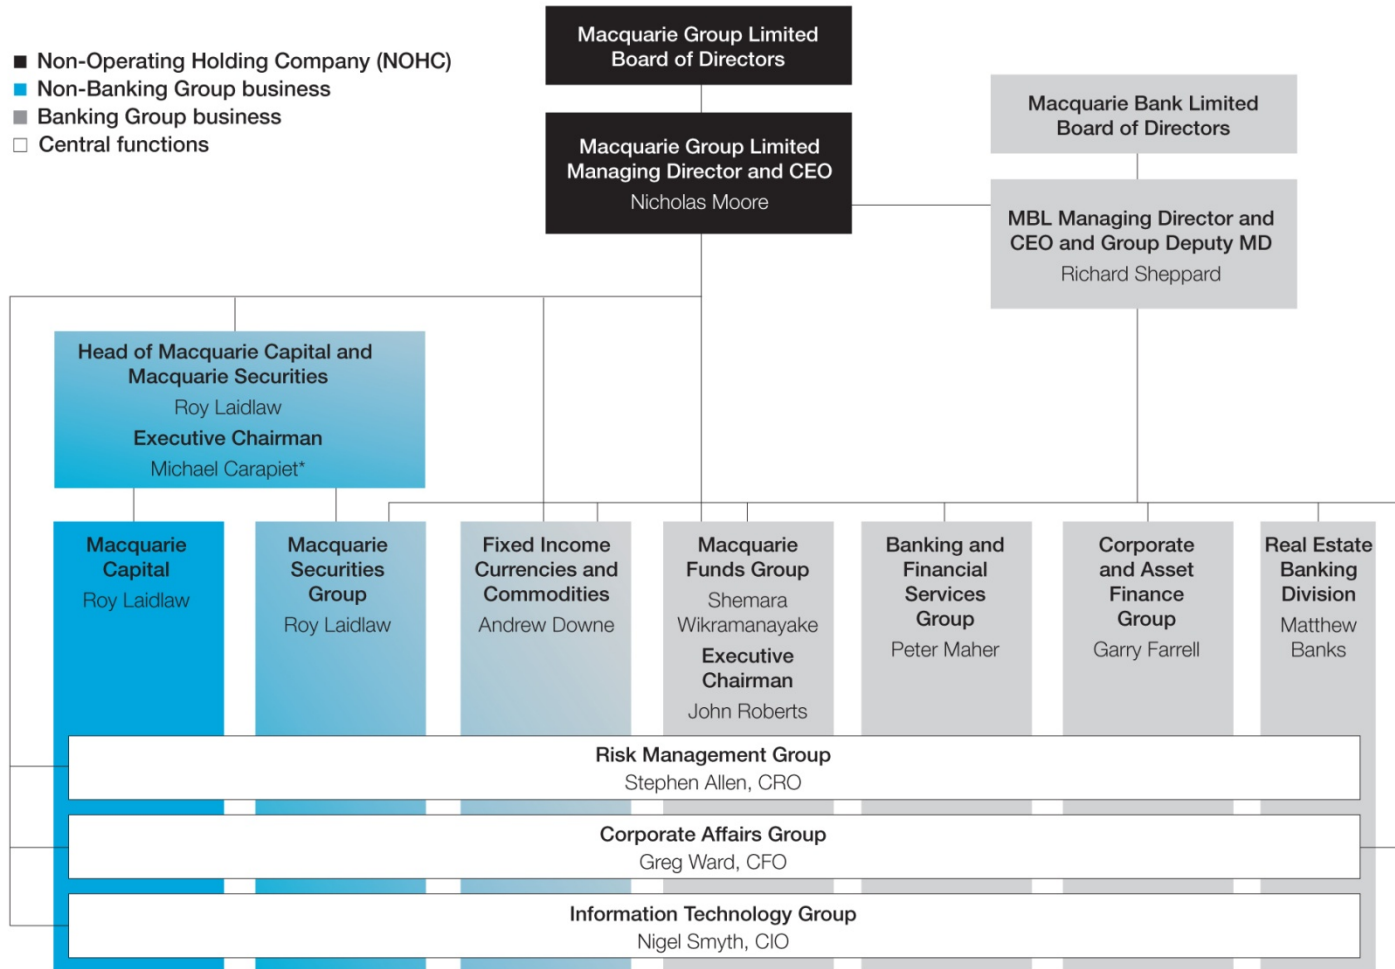 Non-Operating Holding Company (NOHC)
Non-Banking Group business
Banking Group business
Central functions
Macquarie Group Limited
Board of Directors
Macquarie Group Limited
Managing Director and CEO
Nicholas Moore
Macquarie Bank Limited
Board of Directors
MBL Managing Director and
CEO and Group Deputy MD
Richard Sheppard
Head of Macquarie Capital and
Macquarie Securities
Roy Laidlaw
Executive Chairman
Michael Carapiet*
Macquarie
Capital
Roy Laidlaw
Macquarie
Securities
Group
Roy Laidlaw
Fixed Income
Currencies and
Commodities
Andrew Downe
Macquarie
Funds Group
Shemara
Wikramanayake
Executive
Chairman
John Roberts
Banking and
Financial
Services
Group
Peter Maher
Corporate
and Asset
Finance
Group
Garry Farrell
Real Estate
Banking
Division
Matthew
Banks
Risk Management Group
Stephen Allen, CRO
Corporate Affairs Group
Greg Ward, CFO
Information Technology Group
Nigel Smyth, CIO